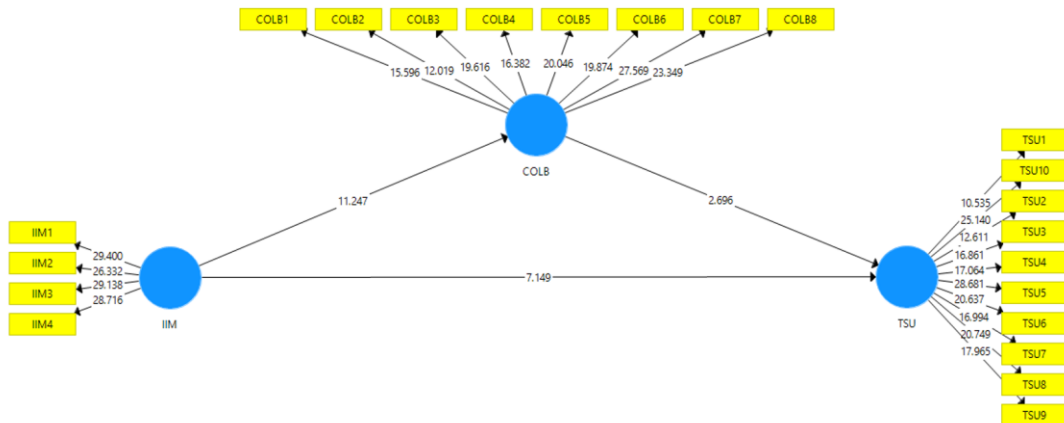 COLB1 COLB2 COLB3 COLB4 COLB5 COLB6 COLB7 COLB8
15.596 12.019 19.616 16.382 20.046 19.874 27.569 23.349
COLB
11.247
2.696
7.149
IIM1
IIM2
IIM3
IIM4
29.400
26.332
29.138
28.716
IIM
TSU
TSU1
TSU10
TSU2
TSU3
TSU4
TSU5
TSU6
TSU7
TSU8
TSU9
10.535
25.140
12.611
16.861
17.064
28.681
20.637
16.994
20.749
17.965